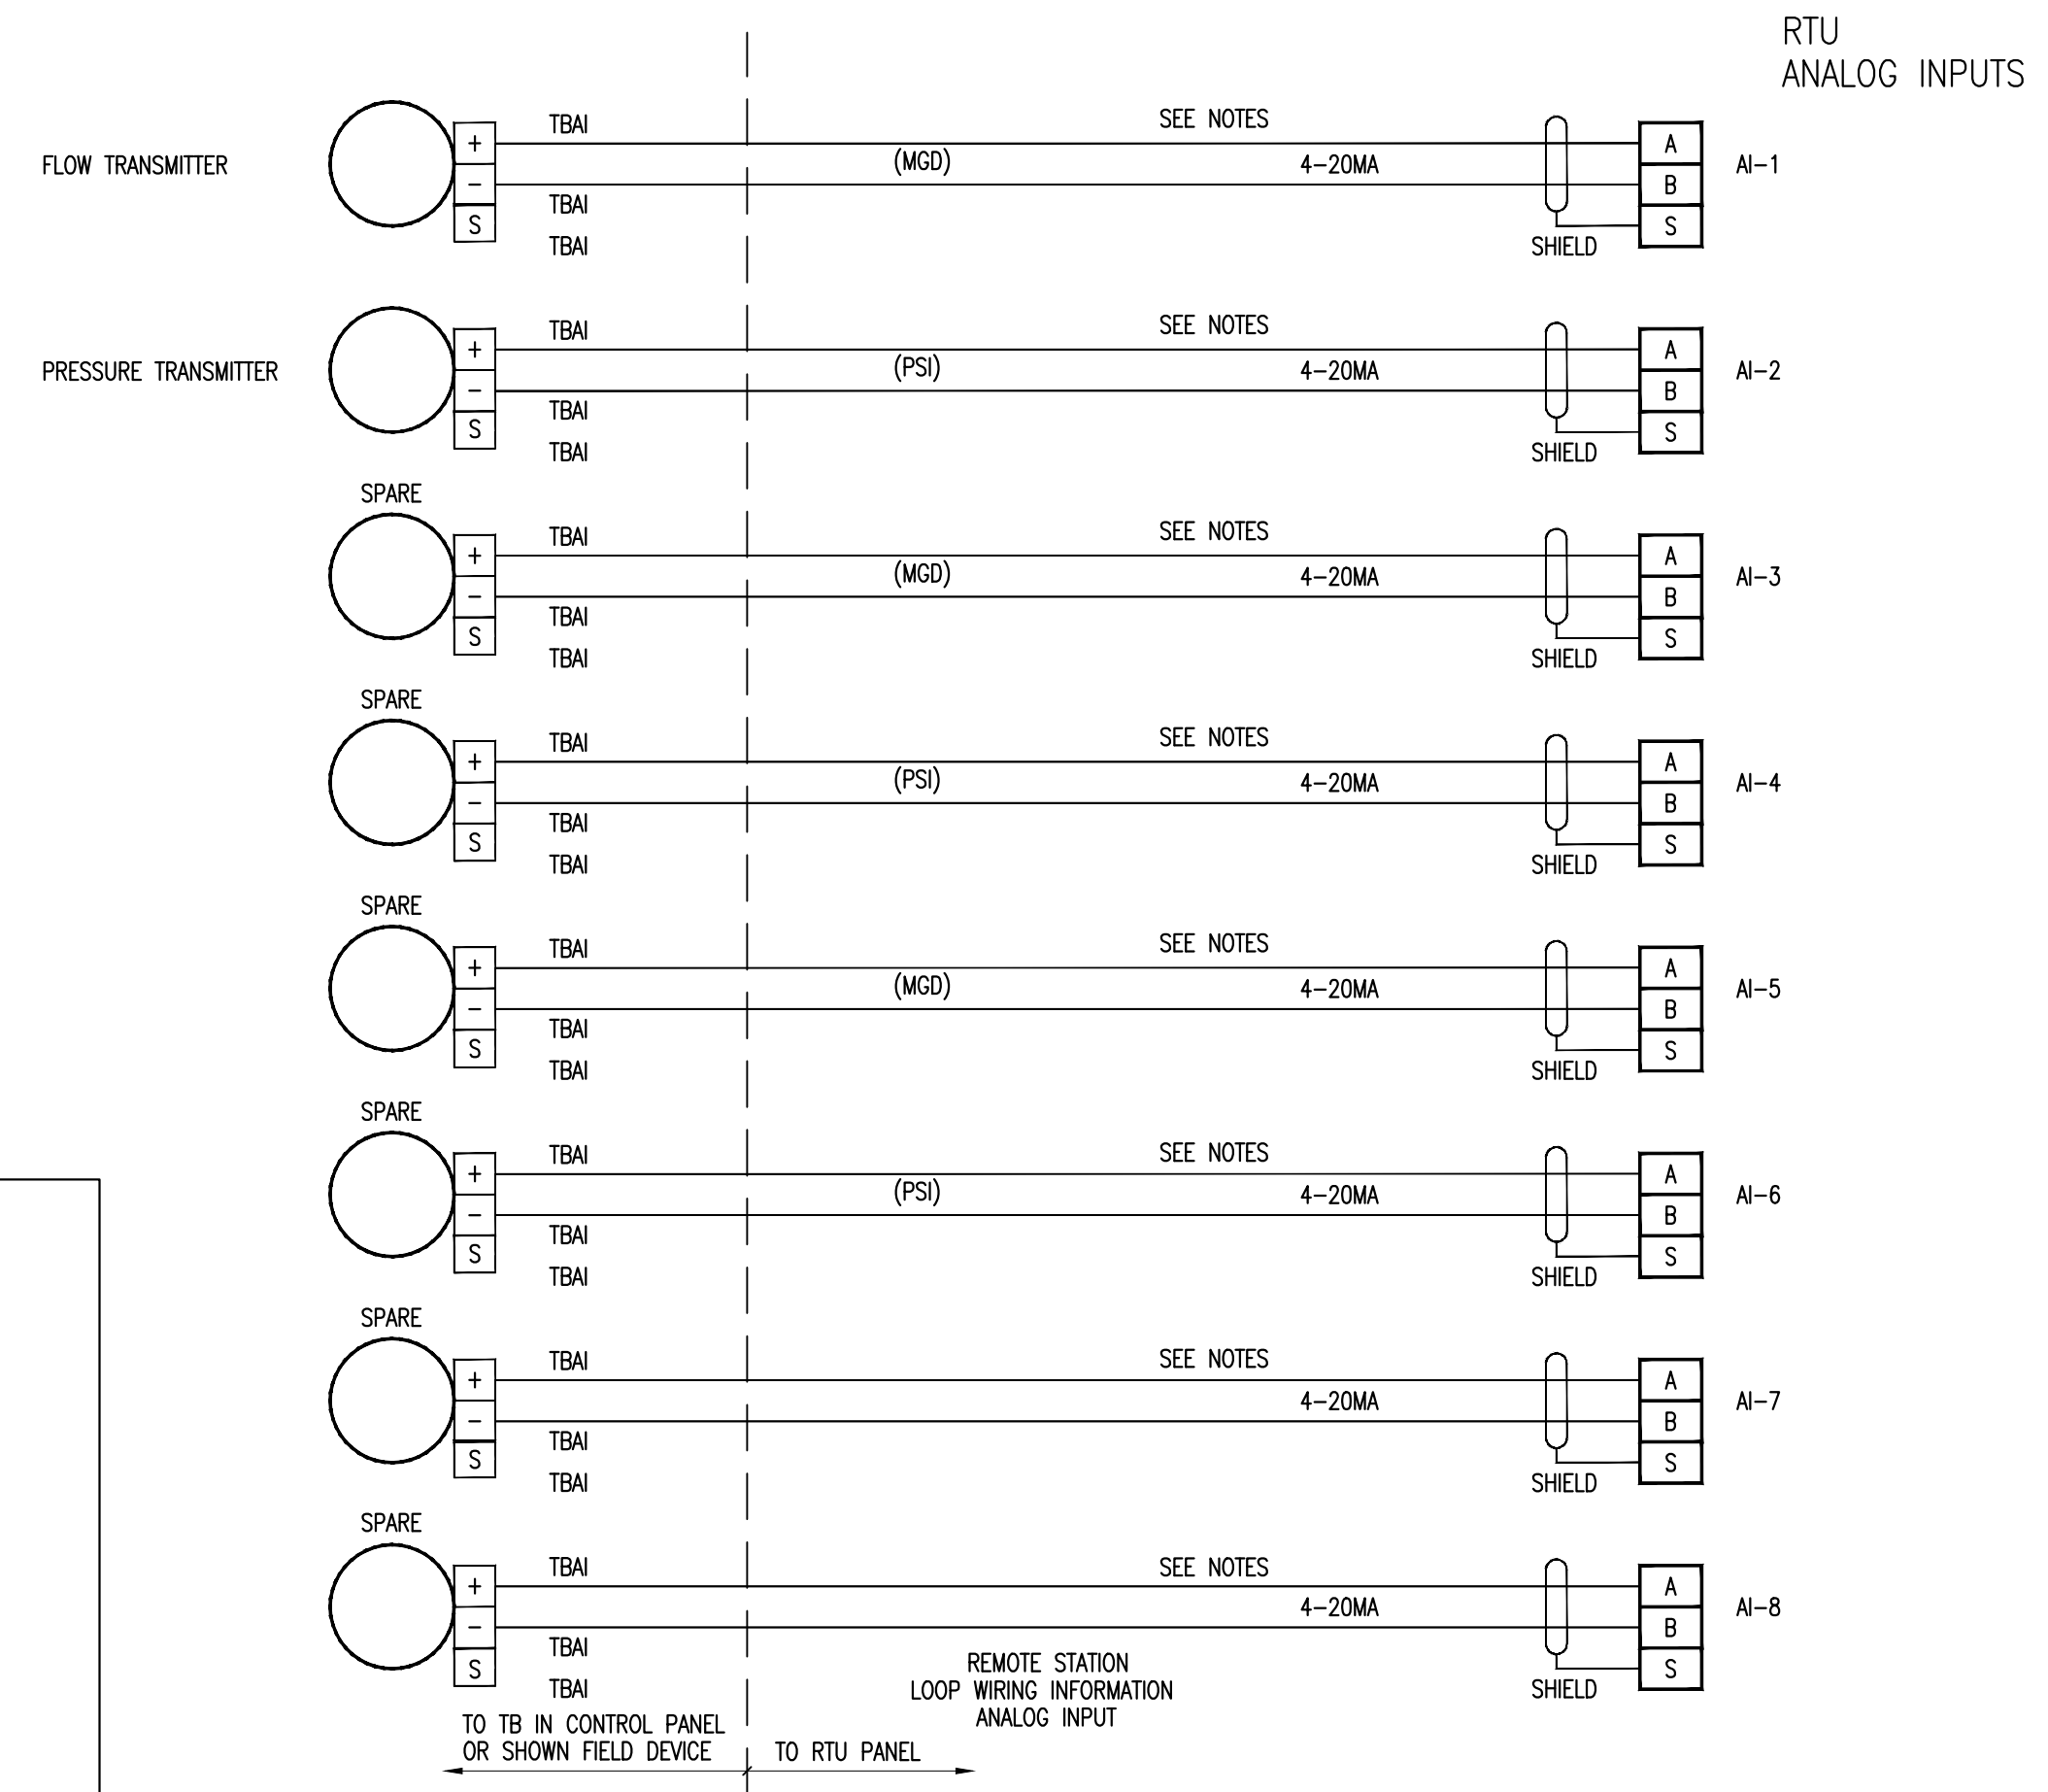 RTU
ANALOG INPUTS
TBAI
SEE NOTES
FLOW TRANSMITTER
+
(MGD)
4-20MA
A
AI-1
-
B
TBAI
S
S
TBAI
SHIELD
TBAI
SEE NOTES
PRESSURE TRANSMITTER
+
(PSI)
4-20MA
A
AI-2
-
B
TBAI
S
S
TBAI
SHIELD
SPARE
TBAI
SEE NOTES
+
(MGD)
4-20MA
A
AI-3
-
B
TBAI
S
S
TBAI
SHIELD
SPARE
TBAI
SEE NOTES
+
(PSI)
4-20MA
A
AI-4
-
B
TBAI
S
S
TBAI
SHIELD
SPARE
TBAI
SEE NOTES
+
(MGD)
4-20MA
A
AI-5
-
B
TBAI
S
S
TBAI
SHIELD
SPARE
TBAI
SEE NOTES
+
(PSI)
4-20MA
A
AI-6
-
B
TBAI
S
S
TBAI
SHIELD
SPARE
TBAI
SEE NOTES
+
4-20MA
A
AI-7
-
B
TBAI
S
S
TBAI
SHIELD
SPARE
TBAI
SEE NOTES
+
4-20MA
A
AI-8
-
B
TBAI
S
S
TBAI
SHIELD
REMOTE STATION
LOOP WIRING INFORMATION
ANALOG INPUT
TO TB IN CONTROL PANEL
OR SHOWN FIELD DEVICE
TO RTU PANEL